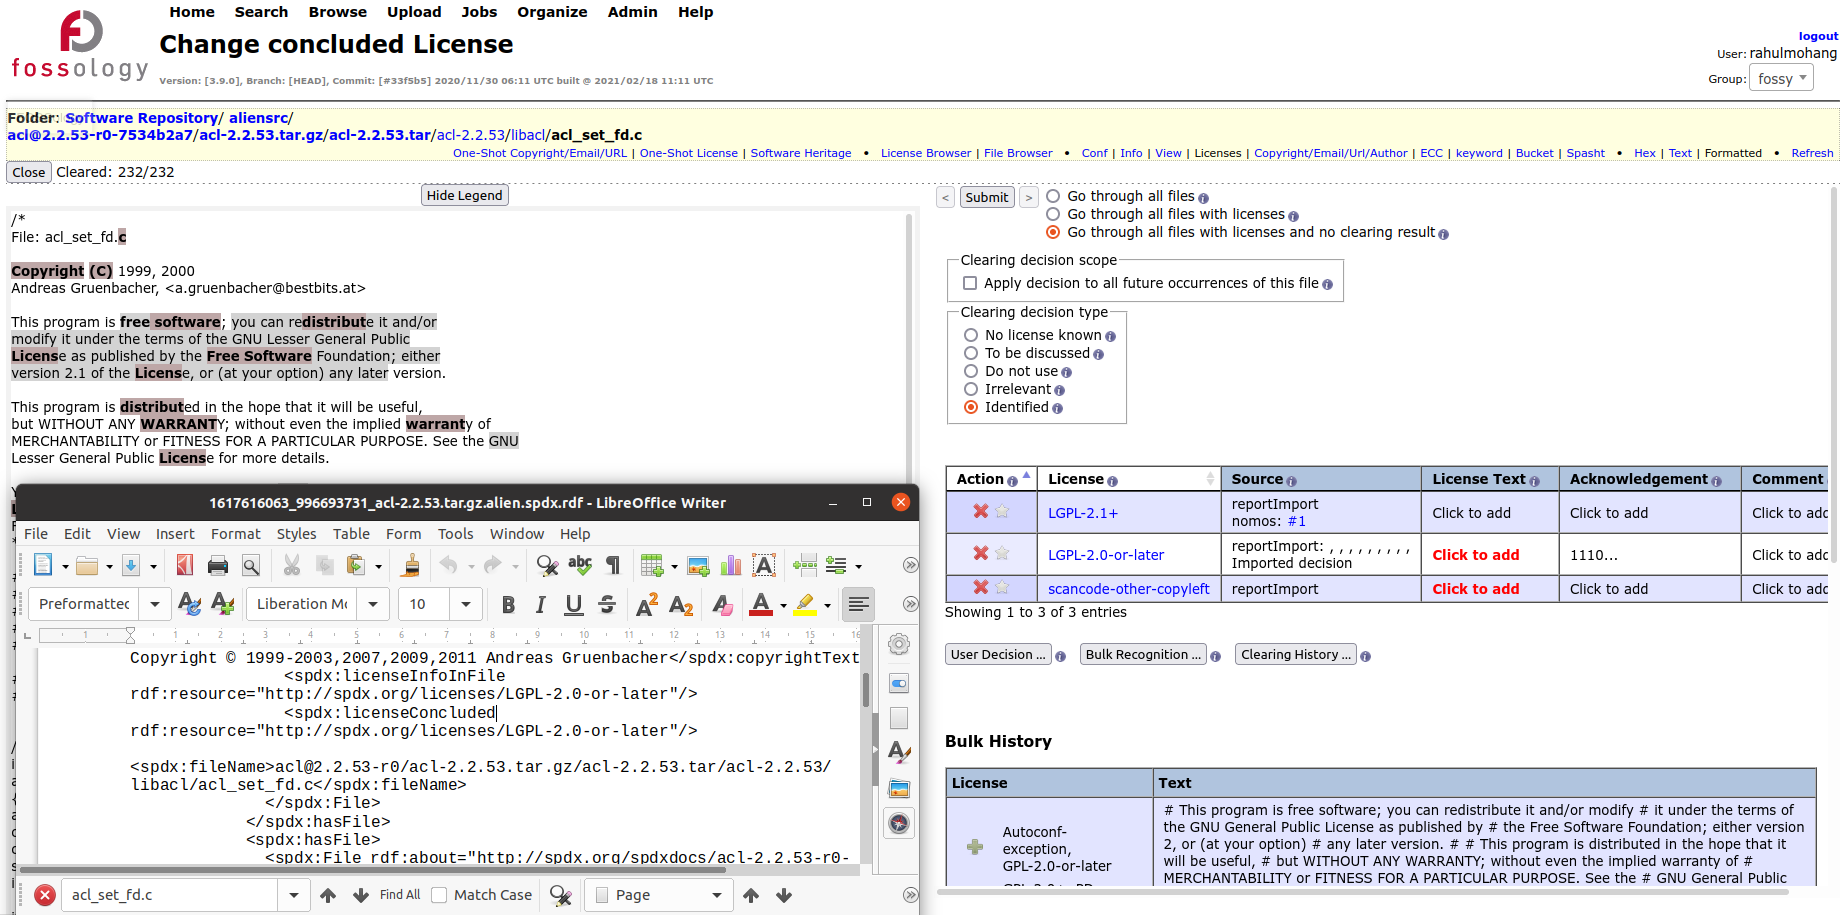 Home Search Browse Upload Jobs Organize Admin Help
fossology
Change concluded License
Version: [3.9.0], Branch: [HEAD], Commit: [#33f5b5] 2020/11/30 06:11 UTC built @ 2021/02/18 11:11 UTC
logout
User: rahulmohang
Group: fossy
Folder: Software Repository/ aliensrc/
acl@2.2.53-r0-7534b2a7/acl-2.2.53.tar.gz/acl-2.2.53.tar/acl-2.2.53/libacl/acl_set_fd.c
One-Shot Copyright/Email/URL | One-Shot License | Software Heritage • License Browser | File Browser • Conf | Info | View | Licenses | Copyright/Email/Url/Author | ECC | keyword | Bucket | Spasht • Hex | Text | Formatted • Refresh
Close Cleared: 232/232
Hide Legend
/*
File: acl_set_fd.c
Copyright (C) 1999, 2000
Andreas Gruenbacher, <a.gruenbacher@bestbits.at>
This program is free software; you can redistribute it and/or
modify it under the terms of the GNU Lesser General Public
License as published by the Free Software Foundation; either
version 2.1 of the License, or (at your option) any later version.
This program is distributed in the hope that it will be useful,
but WITHOUT ANY WARRANTY; without even the implied warranty of
MERCHANTABILITY or FITNESS FOR A PARTICULAR PURPOSE. See the GNU
Lesser General Public License for more details.
1617616063_996693731_acl-2.2.53.tar.gz.alien.spdx.rdf - LibreOffice Writer
File Edit View Insert Format Styles Table Form Tools Window Help
Preformatted Liberation Mo 10
1 1 2 3 4 5 6 7 8 9 10 11 12 13 14 15 16
Copyright © 1999-2003,2007,2009,2011 Andreas Gruenbacher</spdx:copyrightText
<spdx:licenseInfoInFile
rdf:resource="http://spdx.org/licenses/LGPL-2.0-or-later"/>
<spdx:licenseConcluded
rdf:resource="http://spdx.org/licenses/LGPL-2.0-or-later"/>
<spdx:fileName>acl@2.2.53-r0/acl-2.2.53.tar.gz/acl-2.2.53.tar/acl-2.2.53/
libacl/acl_set_fd.c</spdx:fileName>
</spdx:File>
</spdx:hasFile>
<spdx:hasFile>
<spdx:File rdf:about="http://spdx.org/spdxdocs/acl-2.2.53-r0-
acl_set_fd.c Find All Match Case Page
< Submit >
Go through all files
Go through all files with licenses
Go through all files with licenses and no clearing result
Clearing decision scope
Apply decision to all future occurrences of this file
Clearing decision type
No license known
To be discussed
Do not use
Irrelevant
Identified
Action License Source License Text Acknowledgement Comment
LGPL-2.1+ reportImport nomos: #1 Click to add Click to add Click to add
LGPL-2.0-or-later reportImport: , , , , , , , , , Imported decision Click to add 1110... Click to add
scancode-other-copyleft reportImport Click to add Click to add Click to add
Showing 1 to 3 of 3 entries
User Decision ... Bulk Recognition ... Clearing History ...
Bulk History
License Text
Autoconf-
exception,
GPL-2.0-or-later
# This program is free software; you can redistribute it and/or modify # it under the terms of
the GNU General Public License as published by # the Free Software Foundation; either version
2, or (at your option) # any later version. # # This program is distributed in the hope that it
will be useful, # but WITHOUT ANY WARRANTY; without even the implied warranty of #
MERCHANTABILITY or FITNESS FOR A PARTICULAR PURPOSE. See the # GNU General Public